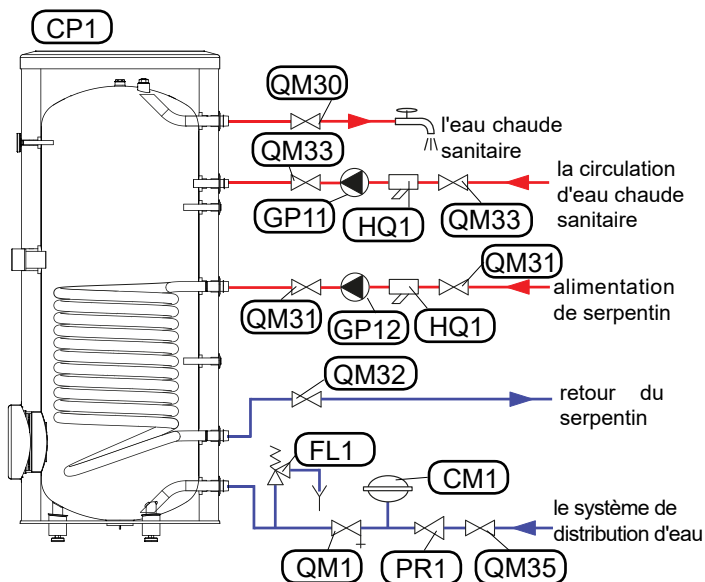 CP1
QM30
l'eau chaude
sanitaire
QM33
GP11
HQ1
QM33
la circulation
d'eau chaude
sanitaire
QM31
QM31
GP12
HQ1
alimentation
de serpentin
QM32
retour du
serpentin
FL1
CM1
le système de
distribution d'eau
QM1
PR1
QM35